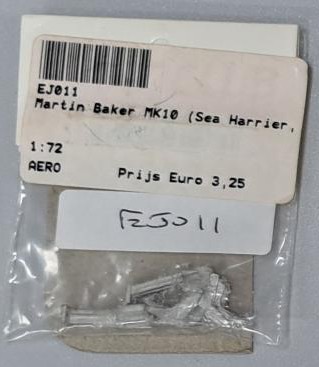 EJ011
Martin Baker MK10 (Sea Harrier,
1:72
AERO Prijs Euro 3,25
EJ011